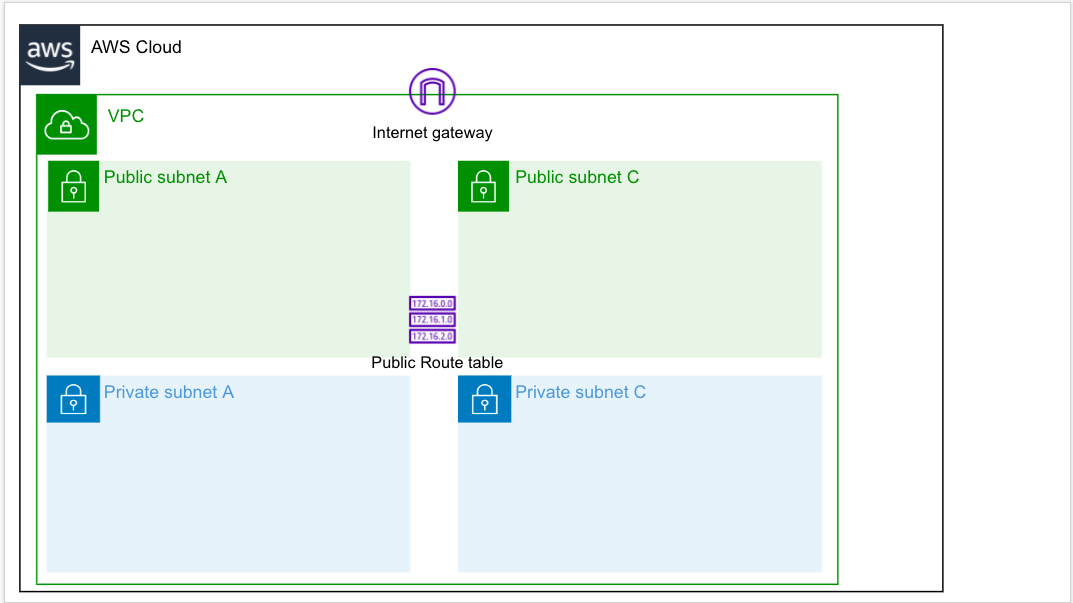 aws
AWS Cloud
VPC
Internet gateway
Public subnet A
Public subnet C
172.16.0.0
172.16.1.0
172.16.2.0
Public Route table
Private subnet A
Private subnet C